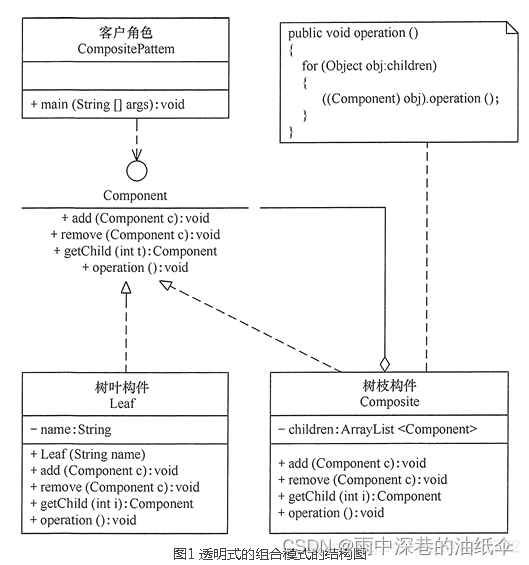 客户角色
CompositePattem
+ main (String [] args): void
public void operation ()
{
for (Object obj:children)
{
((Component) obj).operation ();
}
}
Component
+ add (Component c): void
+ remove (Component c): void
+ getChild (int t): Component
+ operation (): void
树叶构件
Leaf
- name: String
+ Leaf (String name)
+ add (Component c): void
+ remove (Component c): void
+ getChild (int i): Component
+ operation (): void
树枝构件
Composite
- children: ArrayList <Component>
+ add (Component c): void
+ remove (Component c): void
+ getChild (int i): Component
+ operation (): void
CSDN @雨中深巷的油纸伞
图1 透明式的组合模式的结构图